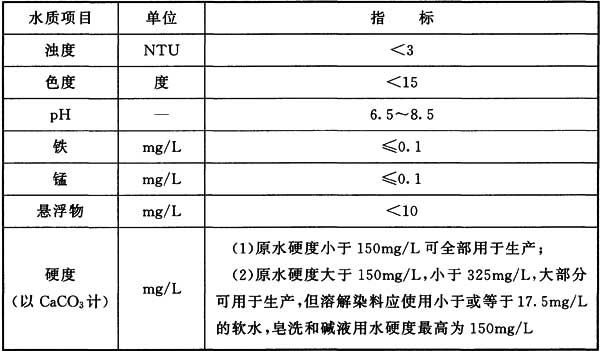 水质项目 单位 指 标
浊度 NTU <3
色度 度 <15
pH — 6.5~8.5
铁 mg/L ≤0.1
锰 mg/L ≤0.1
悬浮物 mg/L <10
硬度
(以 CaCO₃计)
mg/L
(1)原水硬度小于 150mg/L 可全部用于生产;
(2)原水硬度大于 150mg/L,小于 325mg/L,大部分
可用于生产,但溶解染料应使用小于或等于 17.5mg/L
的软水,皂洗和碱液用水硬度最高为 150mg/L